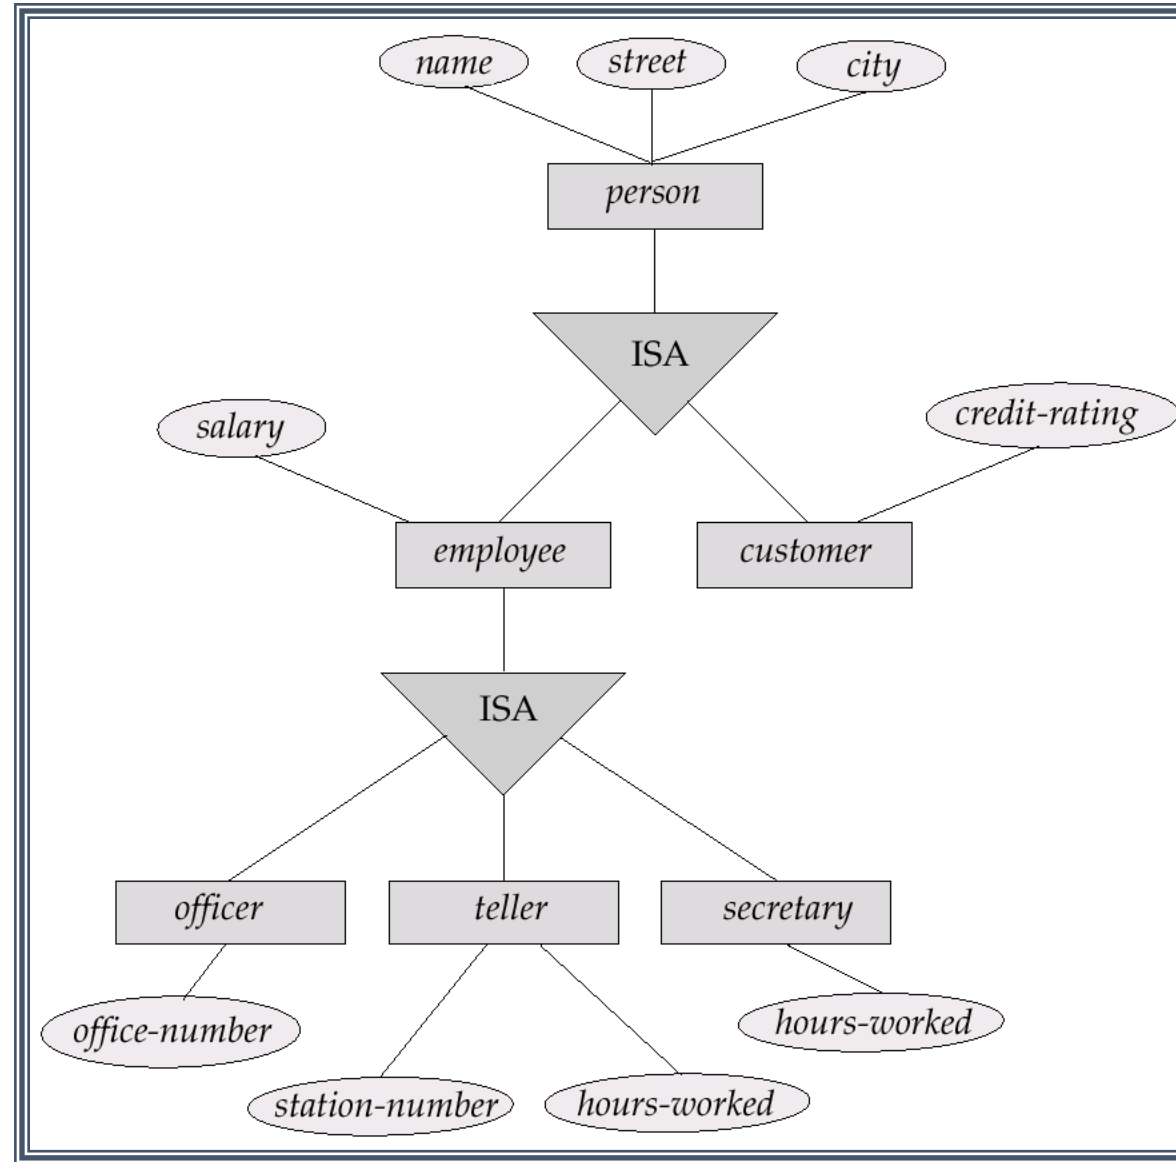 name
street
city
person
ISA
salary
credit-rating
employee
customer
ISA
officer
teller
secretary
office-number
hours-worked
station-number
hours-worked